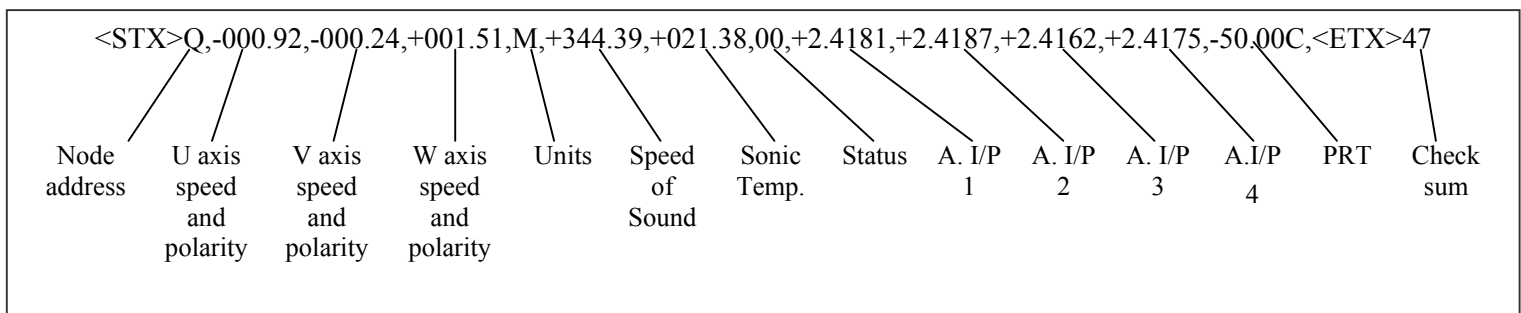 <STX>Q,-000.92,-000.24,+001.51,M,+344.39,+021.38,00,+2.4181,+2.4187,+2.4162,+2.4175,-50.00C,<ETX>47
Node address
U axis speed and polarity
V axis speed and polarity
W axis speed and polarity
Units
Speed of Sound
Sonic Temp.
Status
A. I/P 1
A. I/P 2
A. I/P 3
A.I/P 4
PRT
Check sum